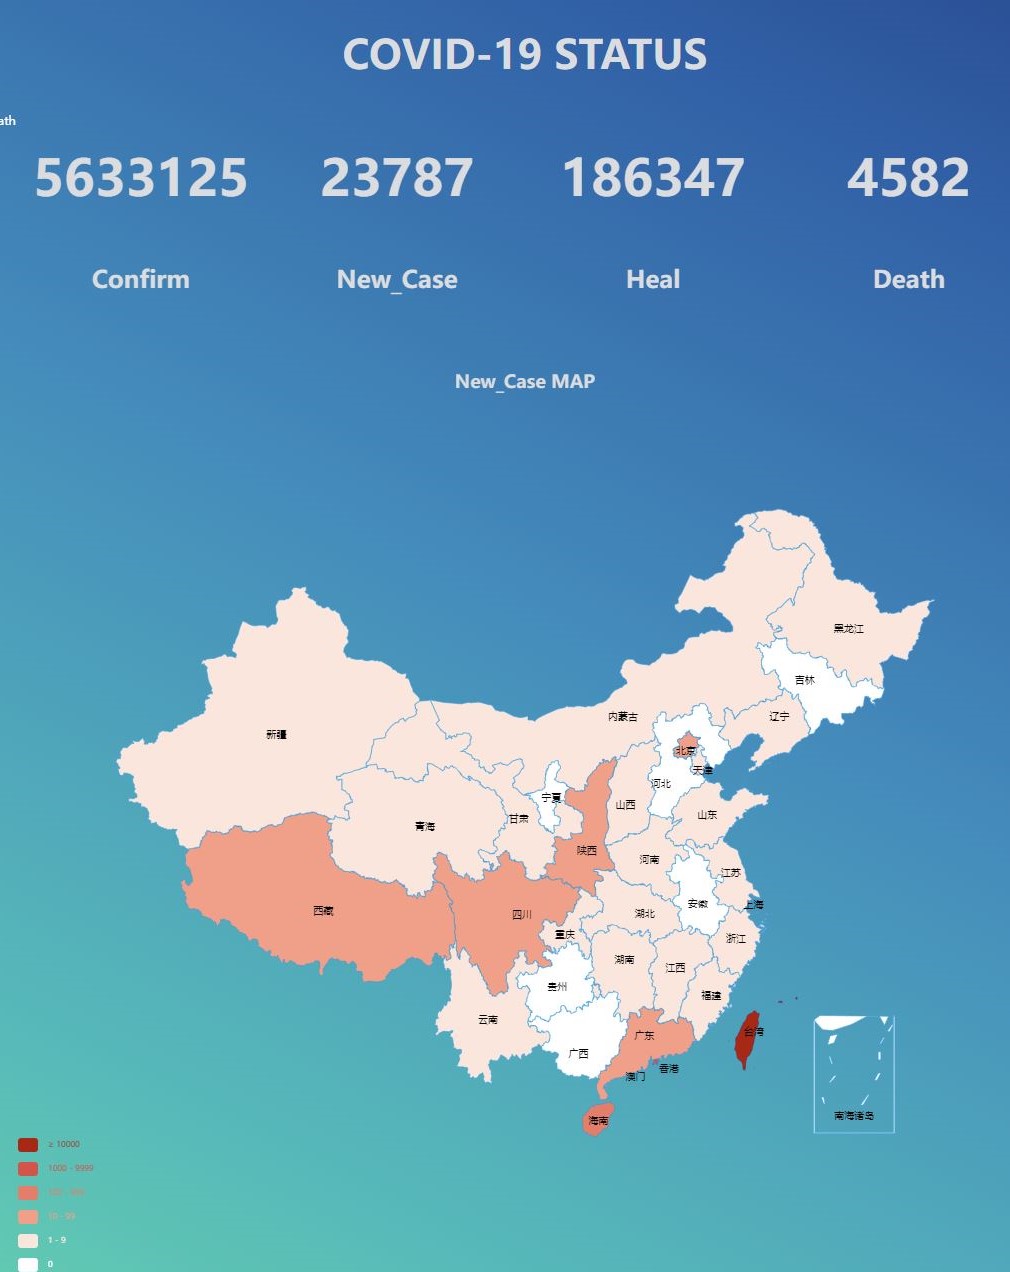 COVID-19 STATUS
ath
5633125 23787 186347 4582
Confirm New_Case Heal Death
New_Case MAP
黑龙江
吉林
内蒙古
辽宁
新疆
北京
天津
河北
宁夏
山西
山东
青海
甘肃
陕西
河南
江苏
西藏
四川
湖北
安徽
上海
重庆
浙江
湖南
江西
贵州
福建
云南
广东
台湾
广西
香港
澳门
南海诸岛
海南
≥ 10000
1000 - 9999
100 - 999
10 - 99
1 - 9
0